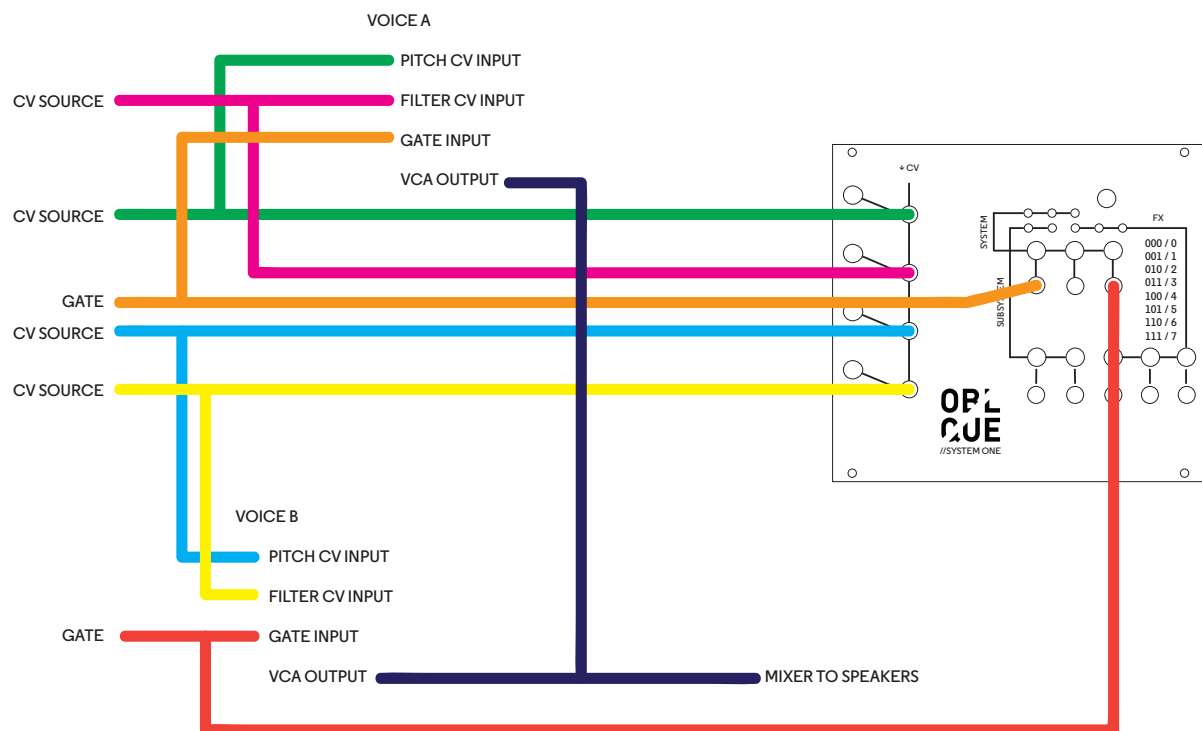 VOICE A
PITCH CV INPUT
CV SOURCE
FILTER CV INPUT
GATE INPUT
VCA OUTPUT
CV SOURCE
GATE
CV SOURCE
CV SOURCE
VOICE B
PITCH CV INPUT
FILTER CV INPUT
GATE
GATE INPUT
VCA OUTPUT
MIXER TO SPEAKERS
↓ CV
SYSTEM
FX
000 / 0
001 / 1
010 / 2
011 / 3
100 / 4
101 / 5
110 / 6
111 / 7
SUBSYSTEM
OBL
QUE
//SYSTEM ONE